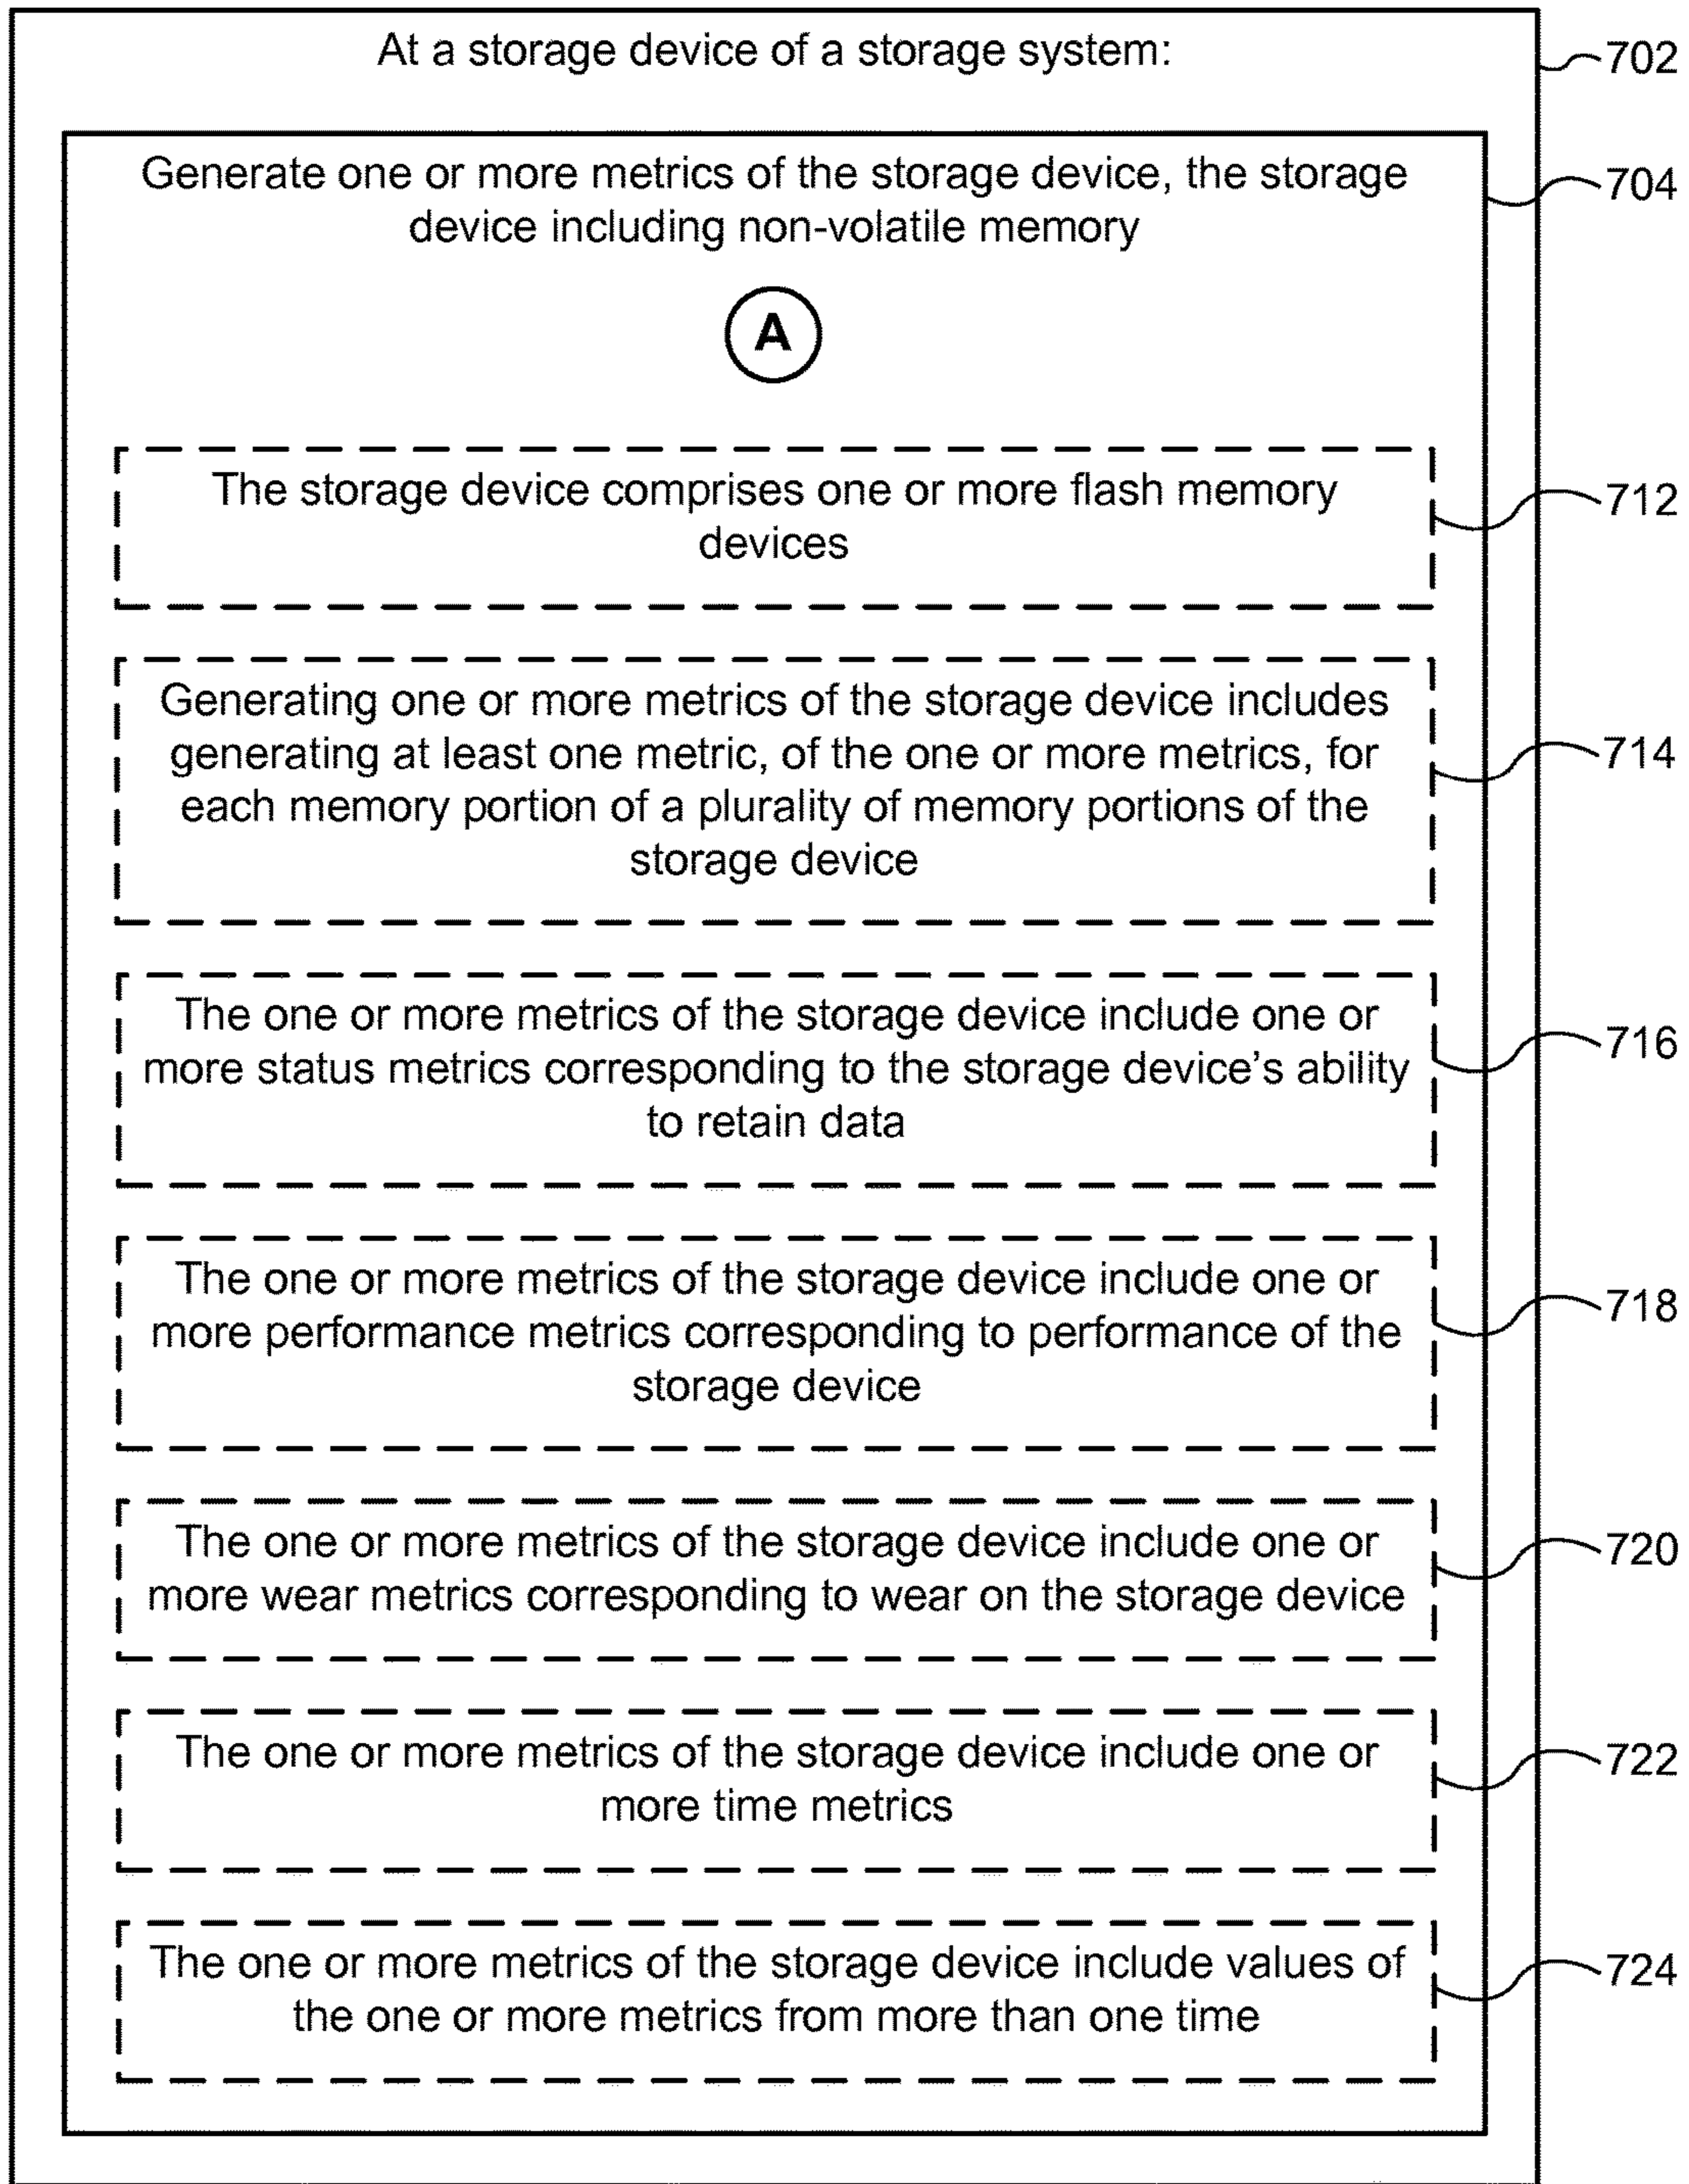 At a storage device of a storage system:
702
Generate one or more metrics of the storage device, the storage
device including non-volatile memory
704
A
The storage device comprises one or more flash memory
devices
712
Generating one or more metrics of the storage device includes
generating at least one metric, of the one or more metrics, for
each memory portion of a plurality of memory portions of the
storage device
714
The one or more metrics of the storage device include one or
more status metrics corresponding to the storage device's ability
to retain data
716
The one or more metrics of the storage device include one or
more performance metrics corresponding to performance of the
storage device
718
The one or more metrics of the storage device include one or
more wear metrics corresponding to wear on the storage device
720
The one or more metrics of the storage device include one or
more time metrics
722
The one or more metrics of the storage device include values of
the one or more metrics from more than one time
724